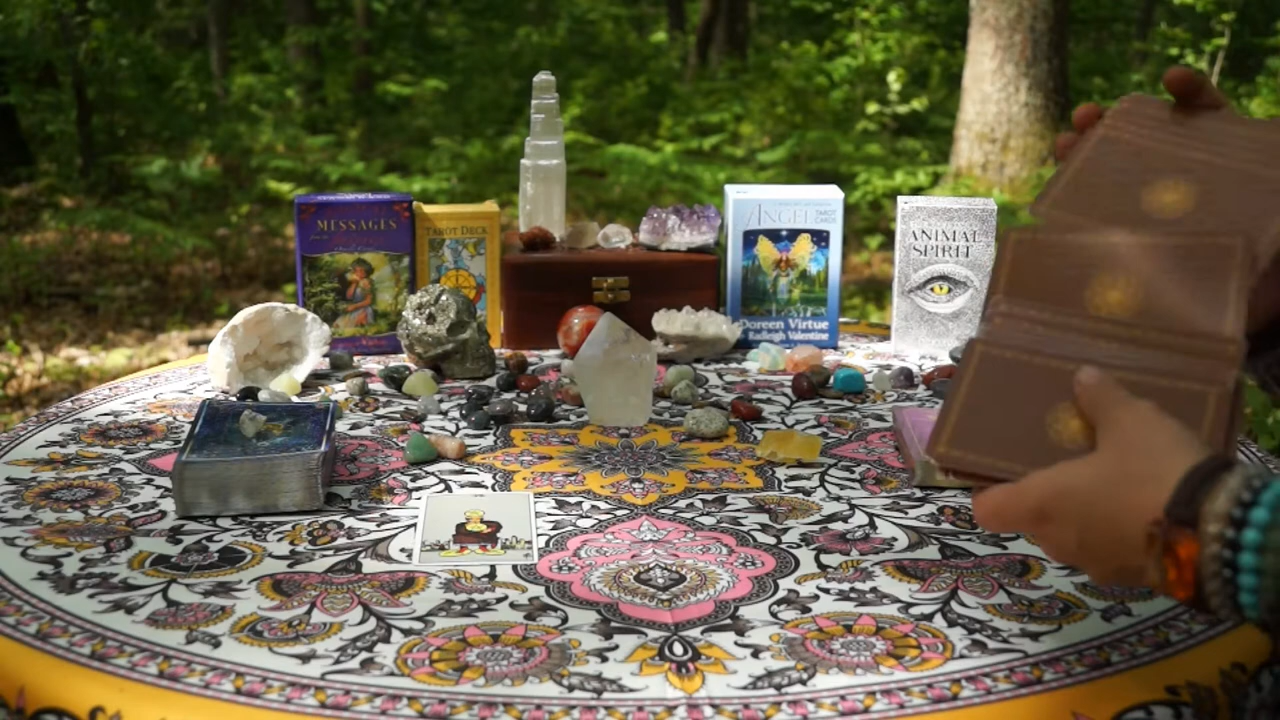 MESSAGES
TAROT DECK
ANGEL TAROT
CARDS
Doreen Virtue
Radleigh Valentine
ANIMAL
SPIRIT